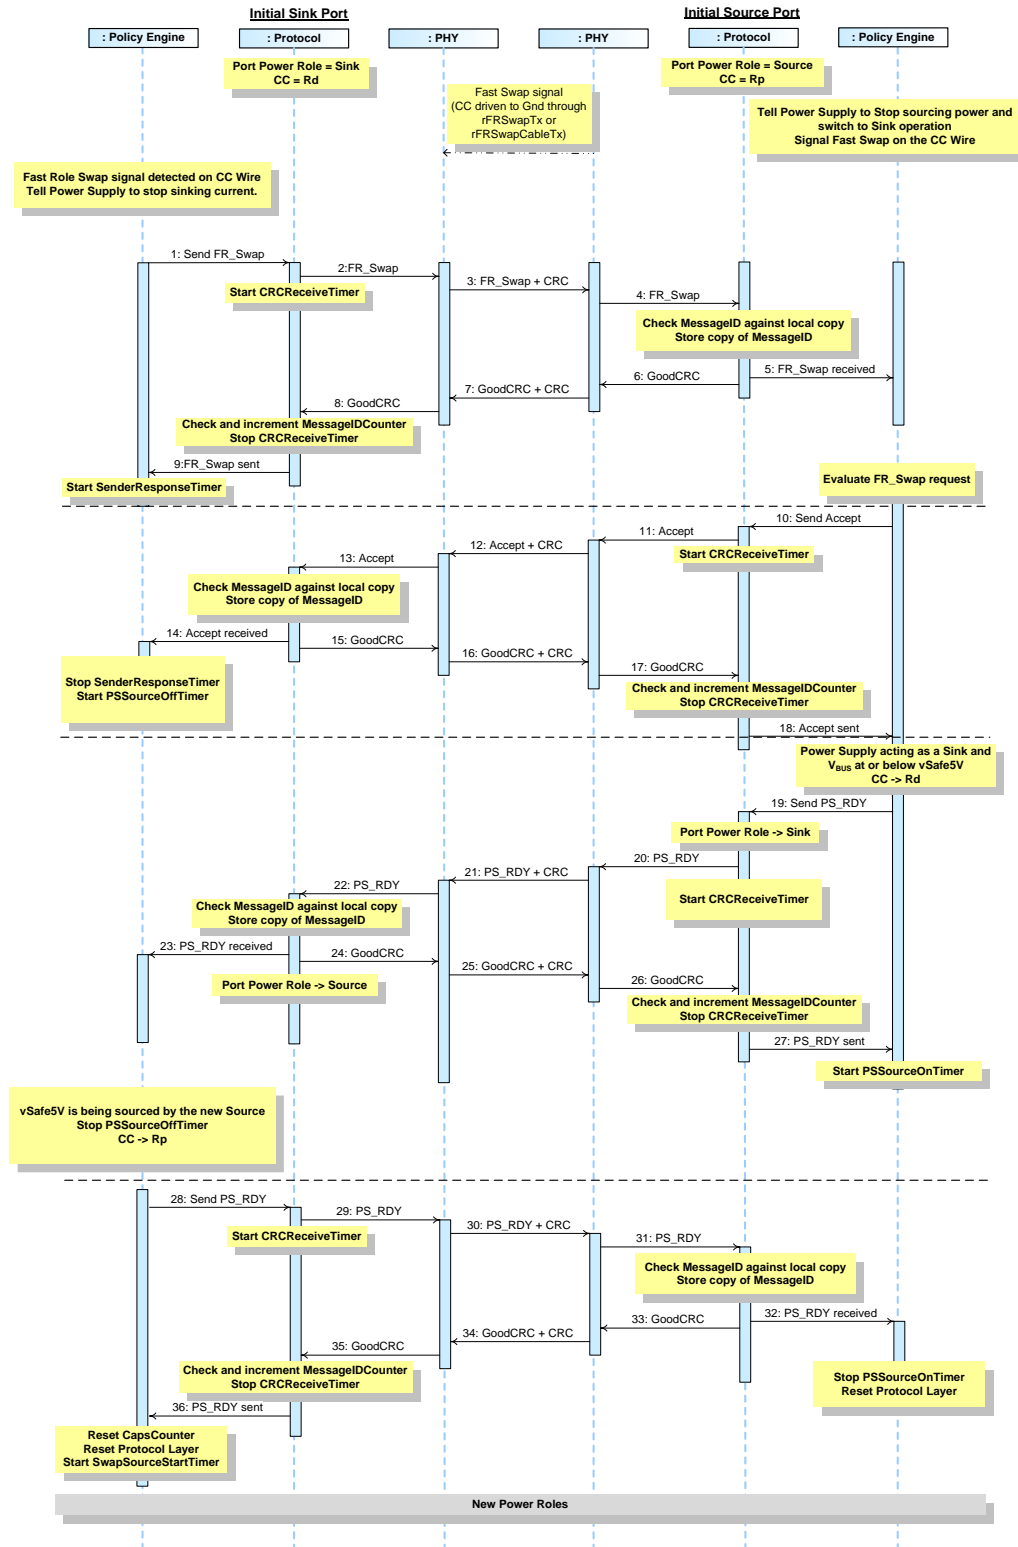 Initial Sink Port
Initial Source Port
: Policy Engine
: Protocol
: PHY
: PHY
: Protocol
: Policy Engine
Port Power Role = Sink
CC = Rd
Port Power Role = Source
CC = Rp
Fast Swap signal
(CC driven to Gnd through
rFRSwapTx or
rFRSwapCableTx)
Tell Power Supply to Stop sourcing power and
switch to Sink operation
Signal Fast Swap on the CC Wire
Fast Role Swap signal detected on CC Wire
Tell Power Supply to stop sinking current.
1: Send FR_Swap
2:FR_Swap
Start CRCReceiveTimer
3: FR_Swap + CRC
4: FR_Swap
Check MessageID against local copy
Store copy of MessageID
5: FR_Swap received
6: GoodCRC
7: GoodCRC + CRC
8: GoodCRC
Check and increment MessageIDCounter
Stop CRCReceiveTimer
9:FR_Swap sent
Start SenderResponseTimer
Evaluate FR_Swap request
10: Send Accept
11: Accept
Start CRCReceiveTimer
12: Accept + CRC
13: Accept
Check MessageID against local copy
Store copy of MessageID
14: Accept received
15: GoodCRC
16: GoodCRC + CRC
17: GoodCRC
Stop SenderResponseTimer
Start PSSourceOffTimer
Check and increment MessageIDCounter
Stop CRCReceiveTimer
18: Accept sent
Power Supply acting as a Sink and
VBUS at or below vSafe5V
CC -> Rd
19: Send PS_RDY
Port Power Role -> Sink
20: PS_RDY
21: PS_RDY + CRC
22: PS_RDY
Start CRCReceiveTimer
Check MessageID against local copy
Store copy of MessageID
23: PS_RDY received
24: GoodCRC
25: GoodCRC + CRC
26: GoodCRC
Port Power Role -> Source
Check and increment MessageIDCounter
Stop CRCReceiveTimer
27: PS_RDY sent
Start PSSourceOnTimer
vSafe5V is being sourced by the new Source
Stop PSSourceOffTimer
CC -> Rp
28: Send PS_RDY
29: PS_RDY
Start CRCReceiveTimer
30: PS_RDY + CRC
31: PS_RDY
Check MessageID against local copy
Store copy of MessageID
32: PS_RDY received
33: GoodCRC
34: GoodCRC + CRC
35: GoodCRC
Check and increment MessageIDCounter
Stop CRCReceiveTimer
Stop PSSourceOnTimer
Reset Protocol Layer
36: PS_RDY sent
Reset CapsCounter
Reset Protocol Layer
Start SwapSourceStartTimer
New Power Roles